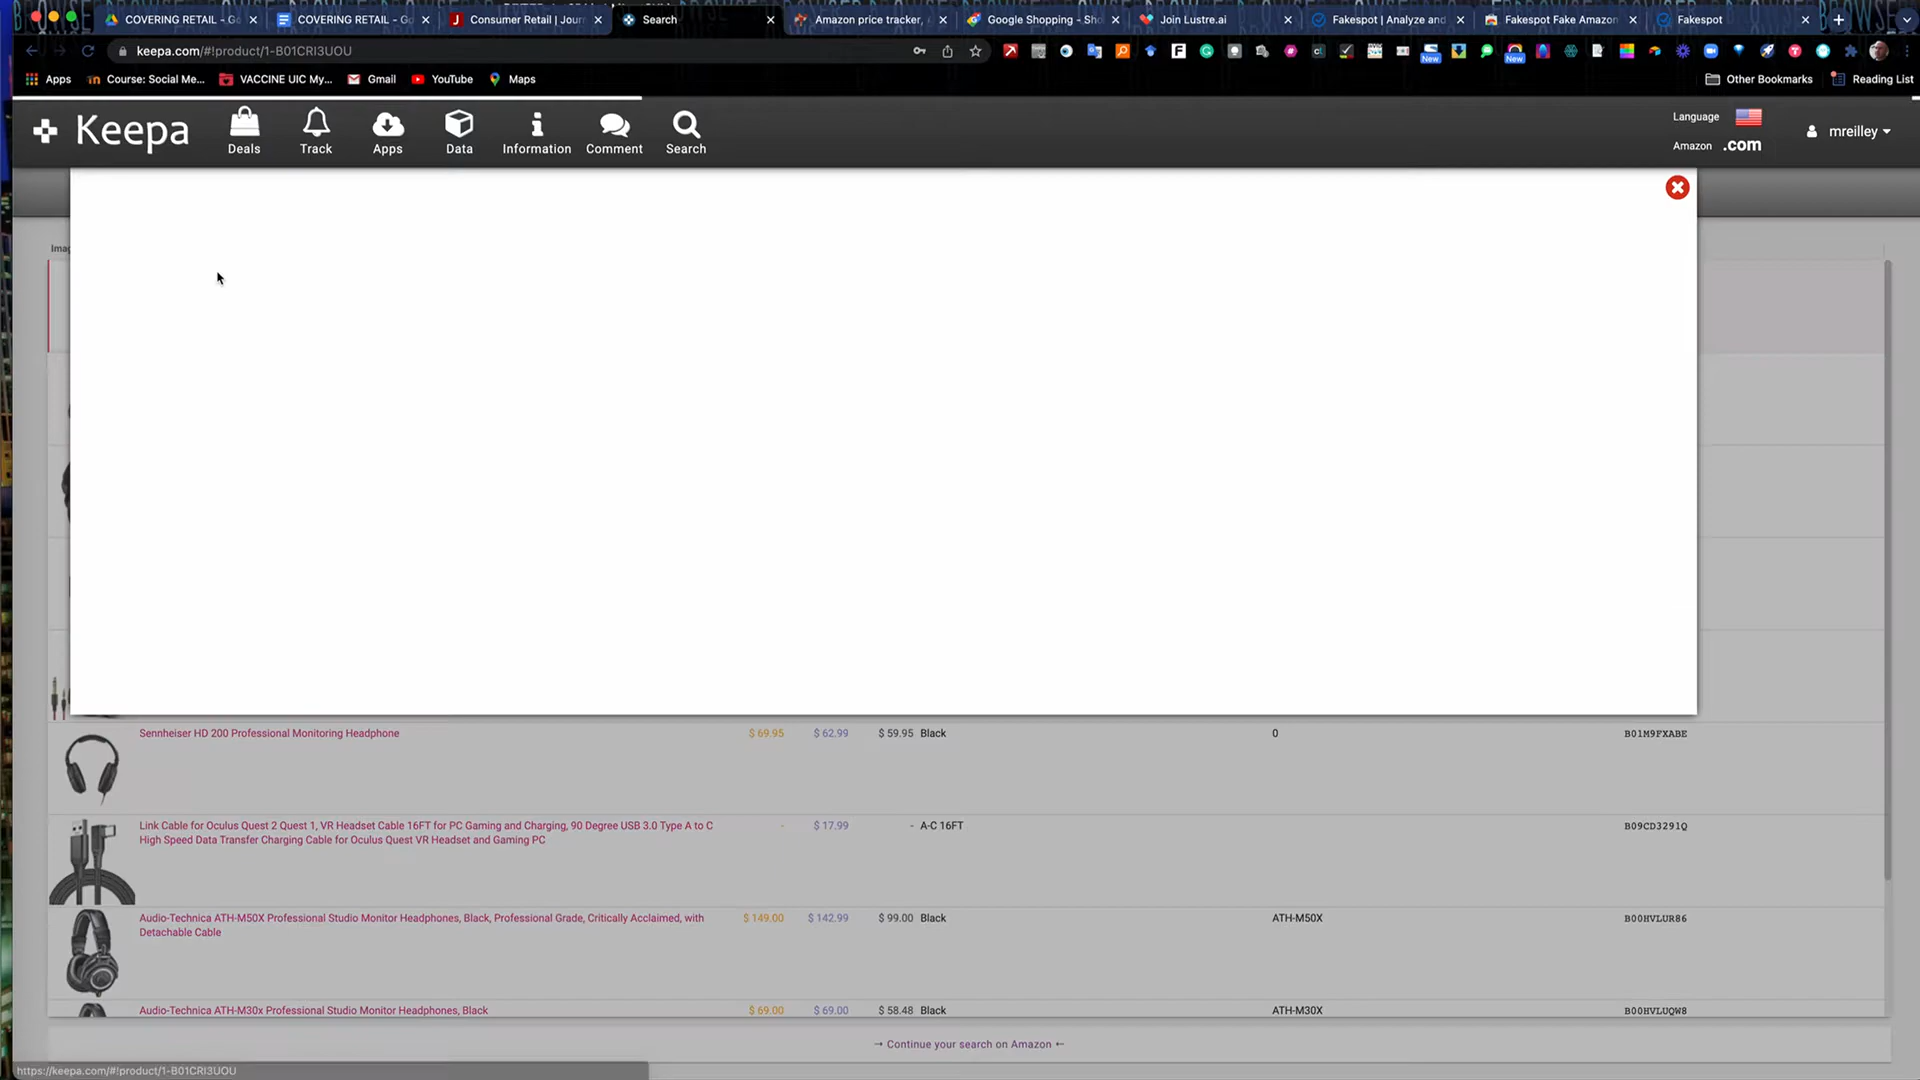 COVERING RETAIL - Go
COVERING RETAIL - Go
Consumer Retail | Journ
Search
Amazon price tracker,
Google Shopping - Sho
Join Lustre.ai
Fakespot | Analyze and
Fakespot Fake Amazon
Fakespot
keepa.com/#!product/1-B01CRI3UOU
New
New
Apps
Course: Social Me...
VACCINE UIC My...
Gmail
YouTube
Maps
Other Bookmarks
Reading List
Keepa
Deals
Track
Apps
Data
Information
Comment
Search
Language
Amazon .com
mreilley
Imag
Sennheiser HD 200 Professional Monitoring Headphone
$ 69.95
$ 62.99
$ 59.95
Black
0
B01M9FXABE
Link Cable for Oculus Quest 2 Quest 1, VR Headset Cable 16FT for PC Gaming and Charging, 90 Degree USB 3.0 Type A to C
High Speed Data Transfer Charging Cable for Oculus Quest VR Headset and Gaming PC
-
$ 17.99
-
A-C 16FT
B09CD3291Q
Audio-Technica ATH-M50X Professional Studio Monitor Headphones, Black, Professional Grade, Critically Acclaimed, with
Detachable Cable
$ 149.00
$ 142.99
$ 99.00
Black
ATH-M50X
B00HVLUR86
Audio-Technica ATH-M30x Professional Studio Monitor Headphones, Black
$ 69.00
$ 69.00
$ 58.48
Black
ATH-M30X
B00HVLUQW8
→ Continue your search on Amazon ←
https://keepa.com/#!product/1-B01CRI3UOU